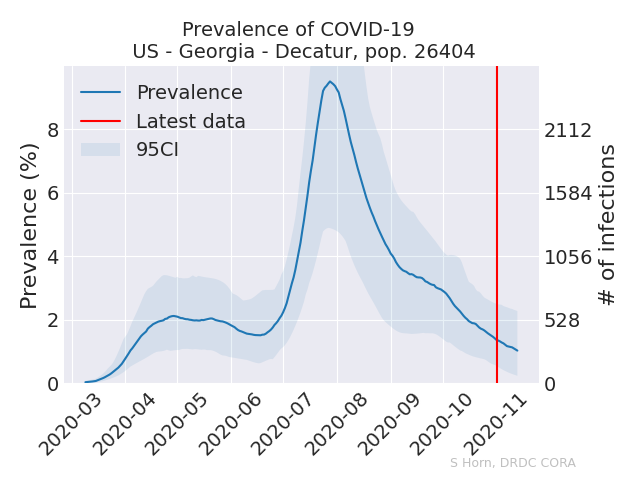 Prevalence of COVID-19
US - Georgia - Decatur, pop. 26404
Prevalence
Latest data
95CI
Prevalence (%)
8
6
4
2
0
2112
1584
1056
528
0
# of infections
2020-03
2020-04
2020-05
2020-06
2020-07
2020-08
2020-09
2020-10
2020-11
S Horn, DRDC CORA